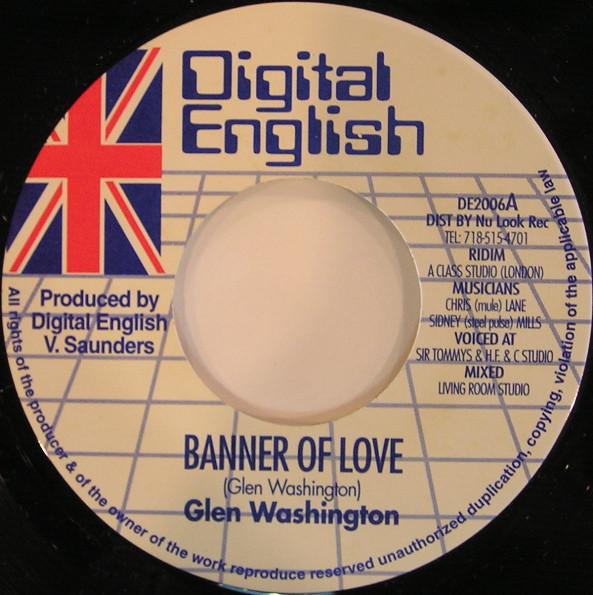 Digital
English
DE2006A
DIST BY Nu Look Rec
TEL: 718-515-4701
RIDIM
A CLASS STUDIO (LONDON)
MUSICIANS
CHRIS (mule) LANE
SIDNEY (steel pulse) MILLS
VOICED AT
SIR TOMMYS & H.F. & C STUDIO
MIXED
LIVING ROOM STUDIO
Produced by
Digital English
V. Saunders
BANNER OF LOVE
(Glen Washington)
Glen Washington
All rights of the producer & of the owner of the work reproduce reserved unauthorized duplication, copying, violation of the applicable law